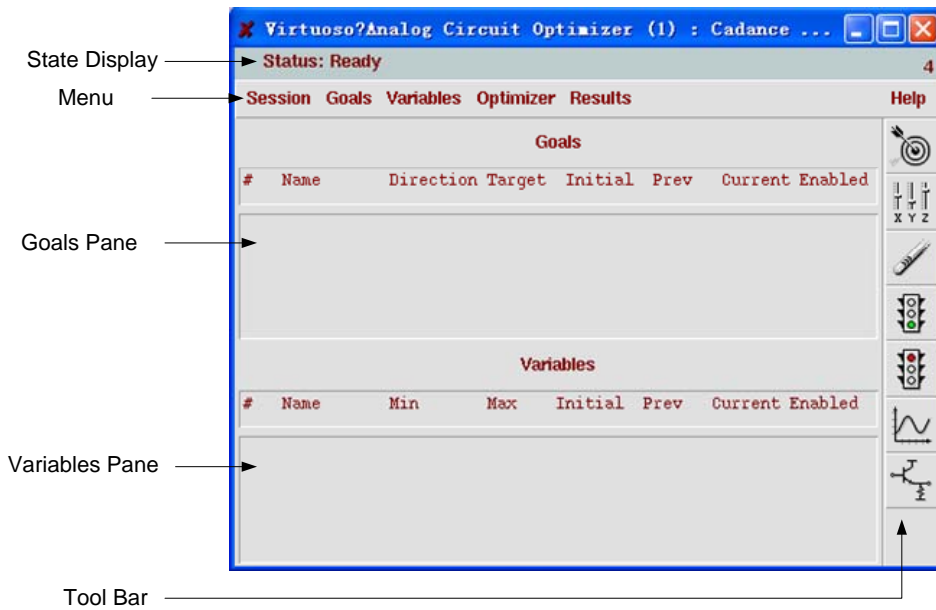 Virtuoso?Analog Circuit Optimizer (1) : Cadance ...
State Display
Status: Ready
4
Menu
Session Goals Variables Optimizer Results Help
Goals
# Name Direction Target Initial Prev Current Enabled
X Y Z
Goals Pane
Variables
# Name Min Max Initial Prev Current Enabled
Variables Pane
Tool Bar